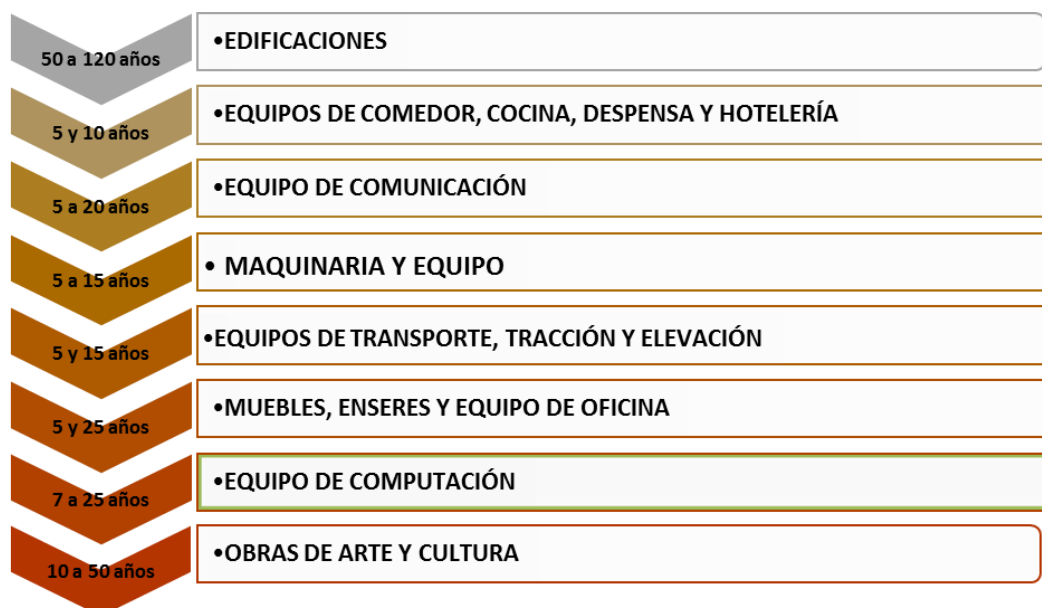 50 a 120 años
•EDIFICACIONES
5 y 10 años
•EQUIPOS DE COMEDOR, COCINA, DESPENSA Y HOTELERÍA
5 a 20 años
•EQUIPO DE COMUNICACIÓN
5 a 15 años
• MAQUINARIA Y EQUIPO
5 y 15 años
•EQUIPOS DE TRANSPORTE, TRACCIÓN Y ELEVACIÓN
5 y 25 años
•MUEBLES, ENSERES Y EQUIPO DE OFICINA
7 a 25 años
•EQUIPO DE COMPUTACIÓN
10 a 50 años
•OBRAS DE ARTE Y CULTURA